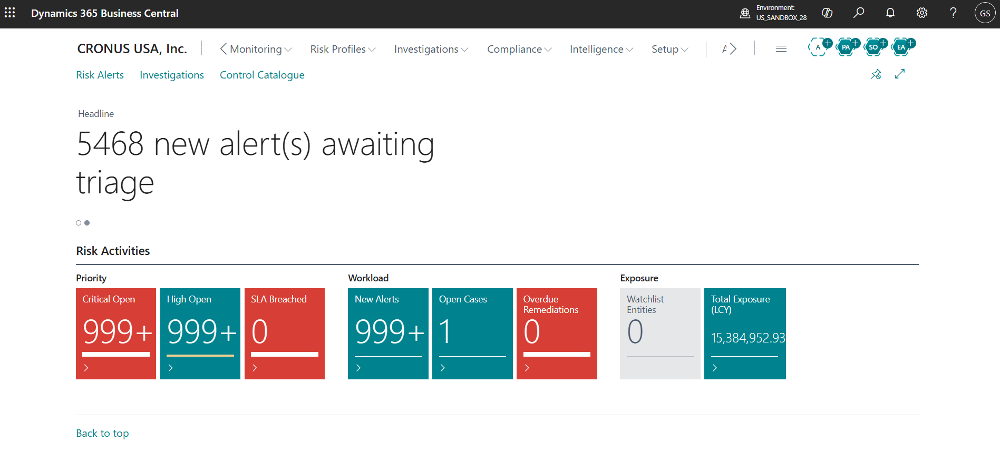 Dynamics 365 Business Central
Environment:
US_SANDBOX_28
GS
CRONUS USA, Inc.
Monitoring
Risk Profiles
Investigations
Compliance
Intelligence
Setup
A
PA
SO
EA
Risk Alerts
Investigations
Control Catalogue
Headline
5468 new alert(s) awaiting
triage
Risk Activities
Priority
Workload
Exposure
Critical Open
999+
High Open
999+
SLA Breached
0
New Alerts
999+
Open Cases
1
Overdue
Remediations
0
Watchlist
Entities
0
Total Exposure
(LCY)
15,384,952.93
Back to top